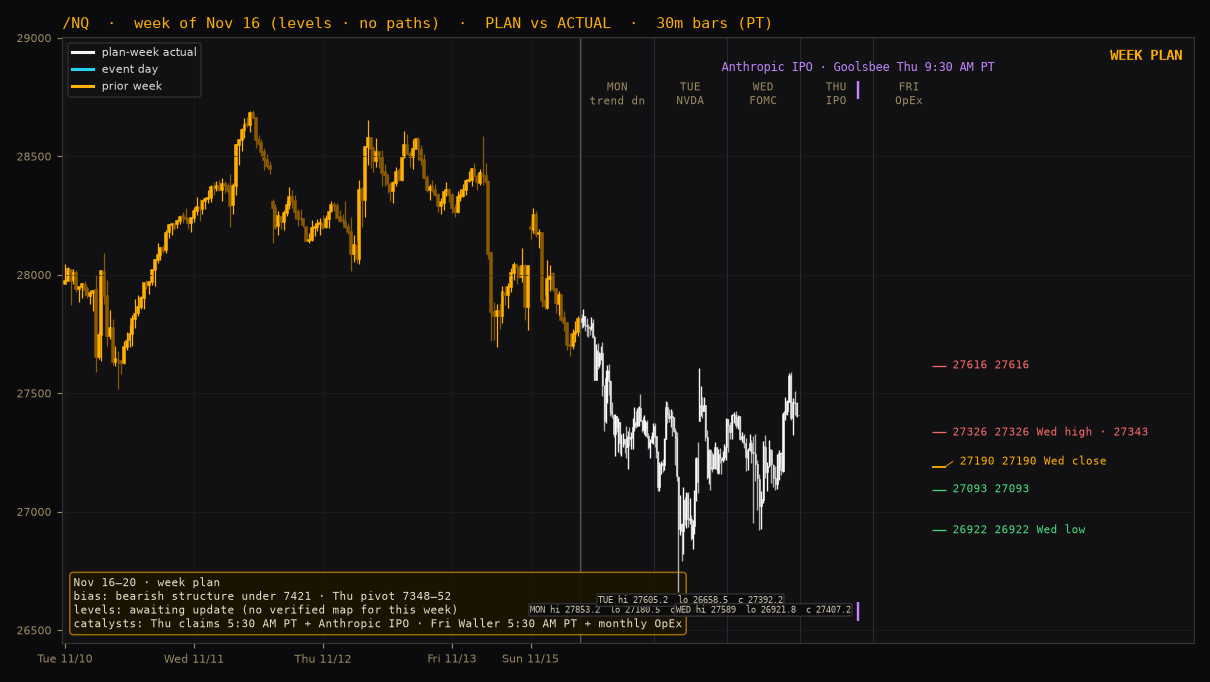 /NQ · week of Nov 16 (levels · no paths) · PLAN vs ACTUAL · 30m bars (PT)
29000
28500
28000
27500
27000
26500
plan-week actual
event day
prior week
WEEK PLAN
Anthropic IPO · Goolsbee Thu 9:30 AM PT
MON
trend dn
TUE
NVDA
WED
FOMC
THU
IPO
FRI
OpEx
27616 27616
27326 27326 Wed high · 27343
27190 27190 Wed close
27093 27093
26922 26922 Wed low
Nov 16–20 · week plan
bias: bearish structure under 7421 · Thu pivot 7348–52
levels: awaiting update (no verified map for this week)
catalysts: Thu claims 5:30 AM PT + Anthropic IPO · Fri Waller 5:30 AM PT + monthly OpEx
TUE hi 27605.2 lo 26658.5 c 27392.2
MON hi 27853.2 lo 27180.5 c
WED hi 27589 lo 26921.8 c 27407.2
Tue 11/10
Wed 11/11
Thu 11/12
Fri 11/13
Sun 11/15